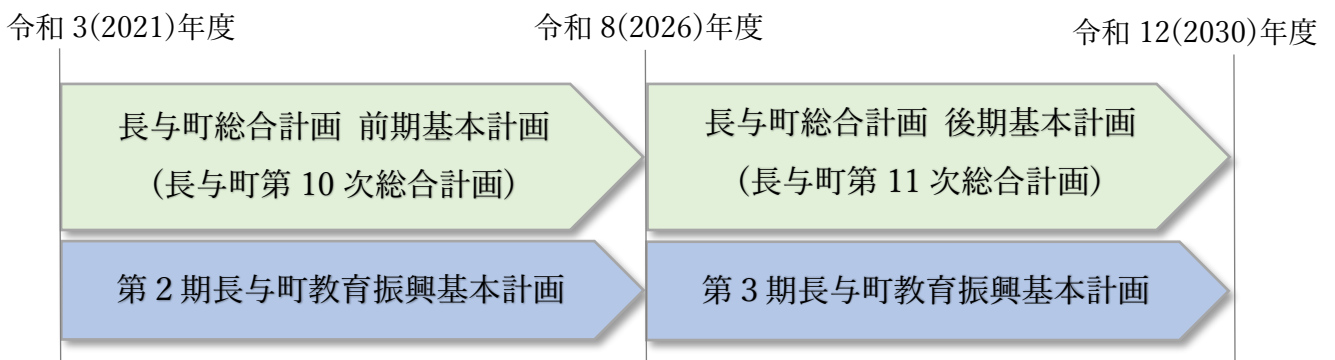 令和 3(2021)年度
令和 8(2026)年度
令和 12(2030)年度
長与町総合計画 前期基本計画
(長与町第 10 次総合計画)
長与町総合計画 後期基本計画
(長与町第 11 次総合計画)
第２期長与町教育振興基本計画
第３期長与町教育振興基本計画